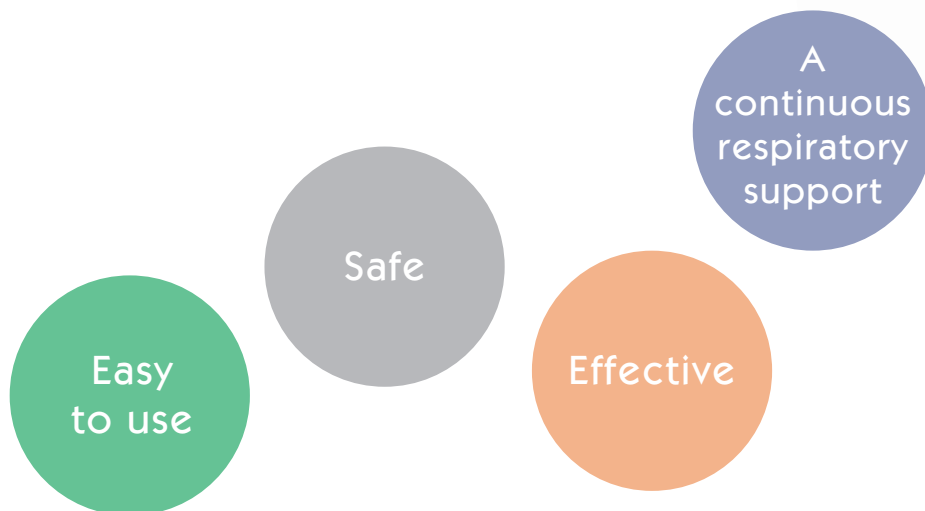 A
continuous
respiratory
support
Safe
Easy
to use
Effective